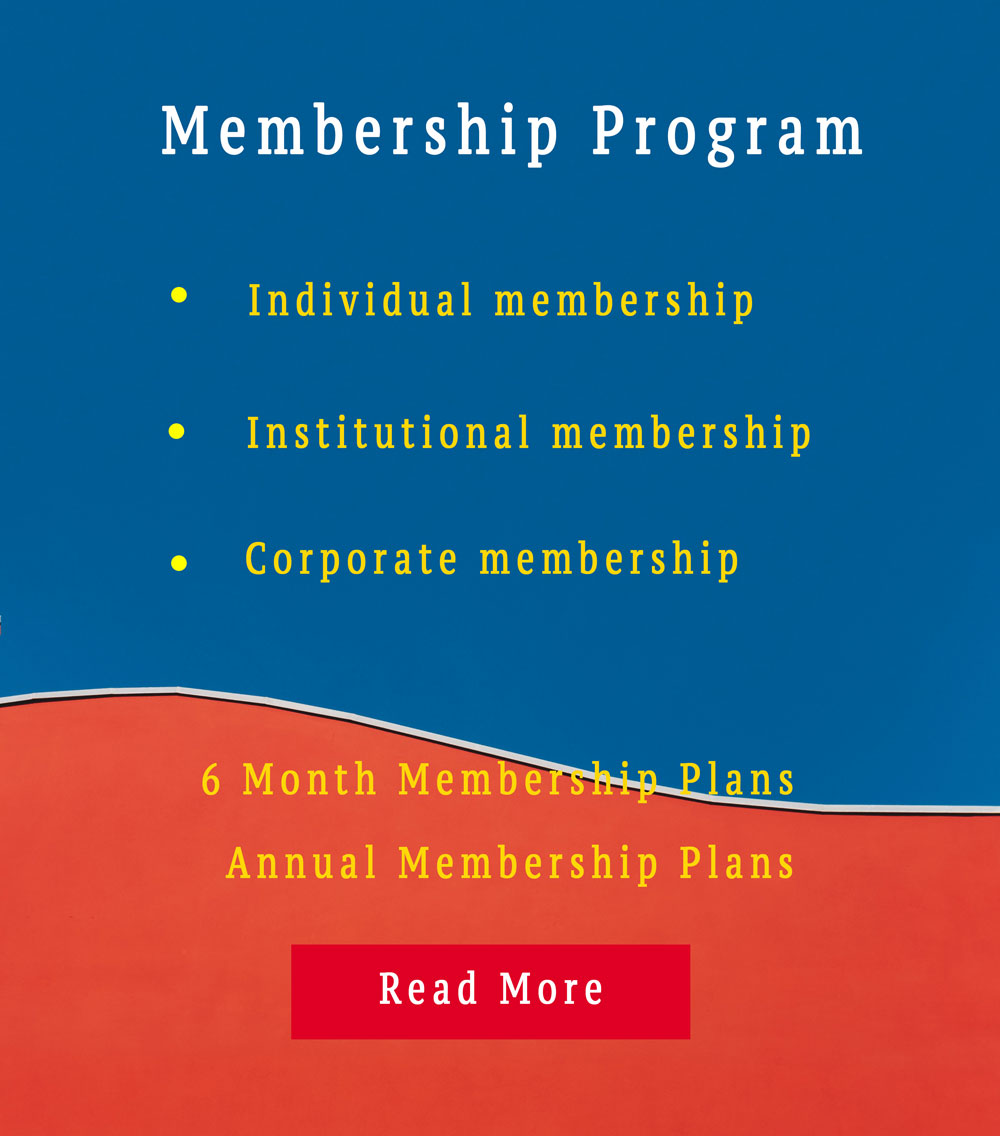 Membership Program
Individual membership
Institutional membership
Corporate membership
6 Month Membership Plans
Annual Membership Plans
Read More